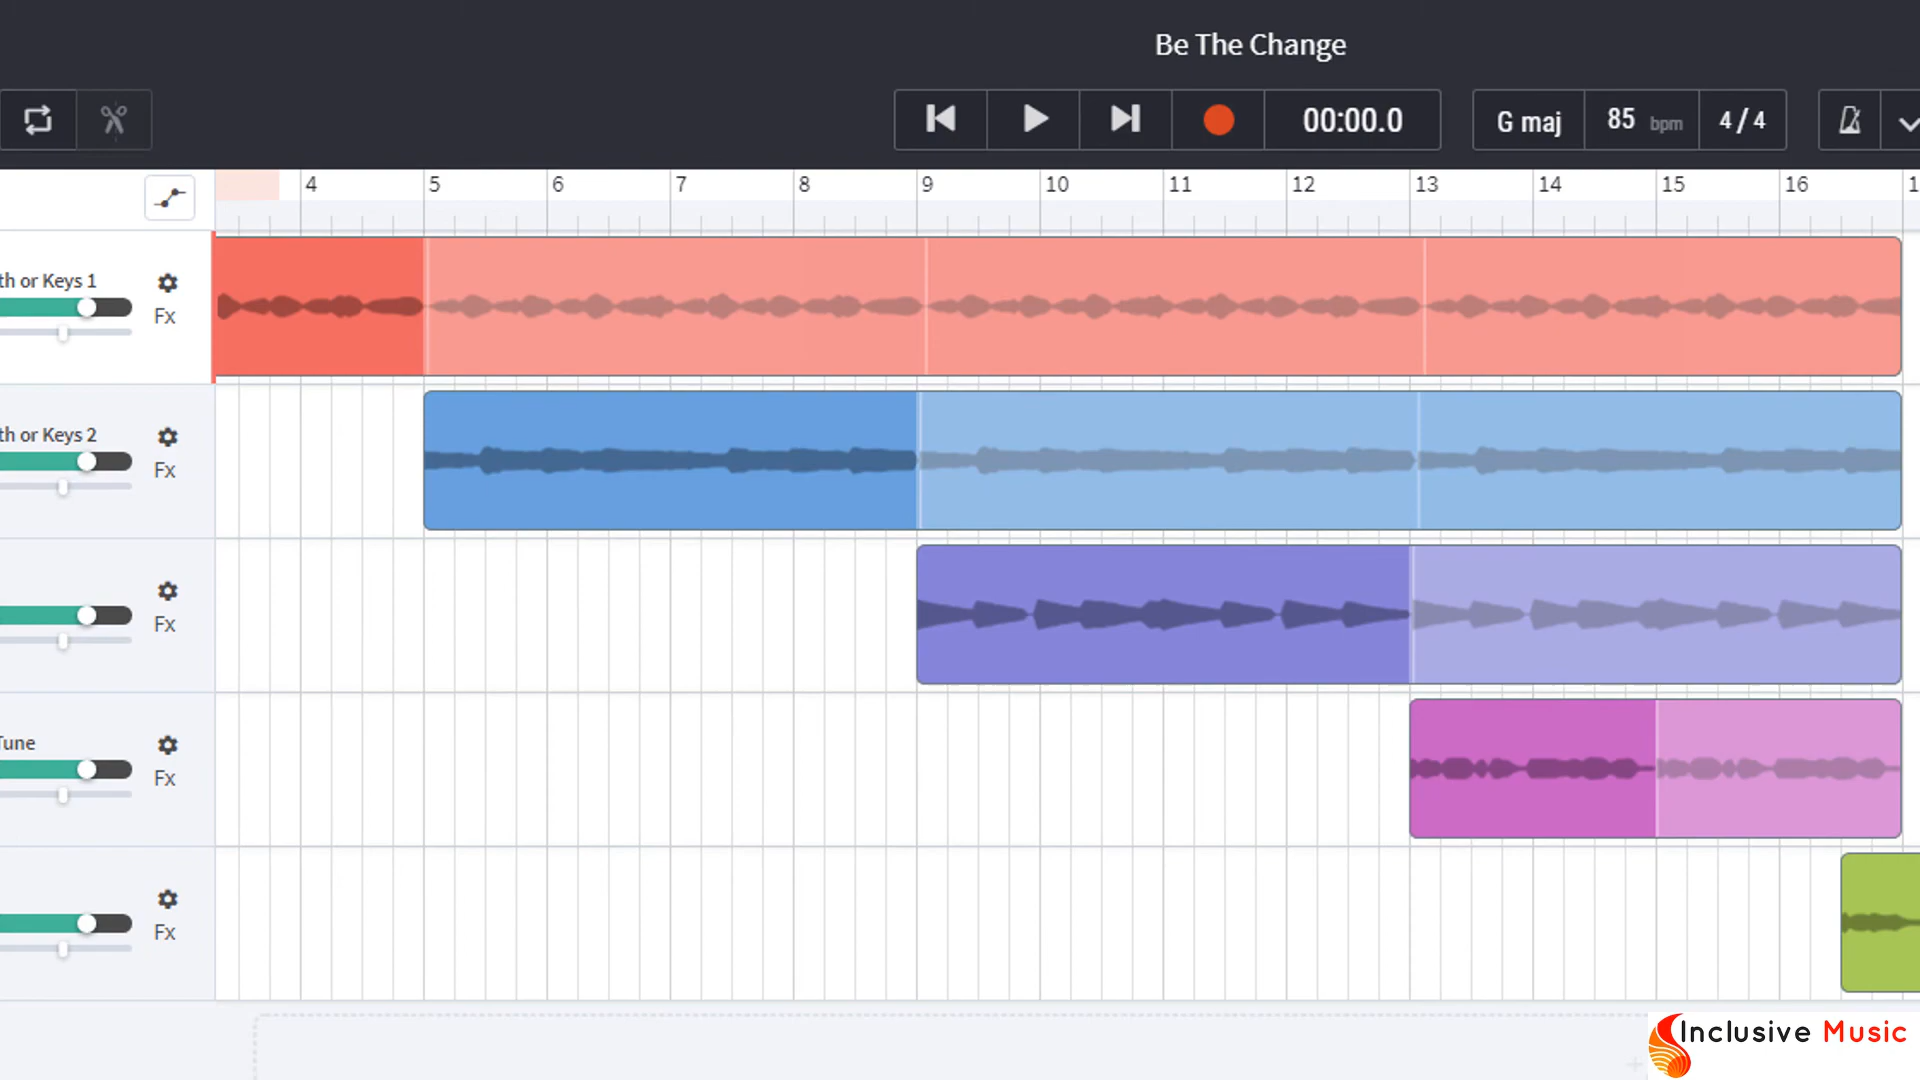 Be The Change
00:00.0
G maj
85 bpm
4 / 4
4 5 6 7 8 9 10 11 12 13 14 15 16
th or Keys 1
Fx
th or Keys 2
Fx
Fx
Tune
Fx
Fx
Inclusive Music